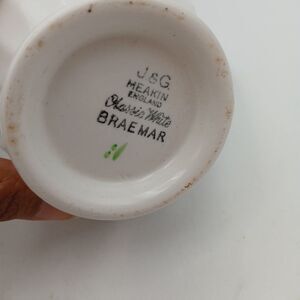 J & G.
MEAKIN
ENGLAND
Classic White
BRAEMAR